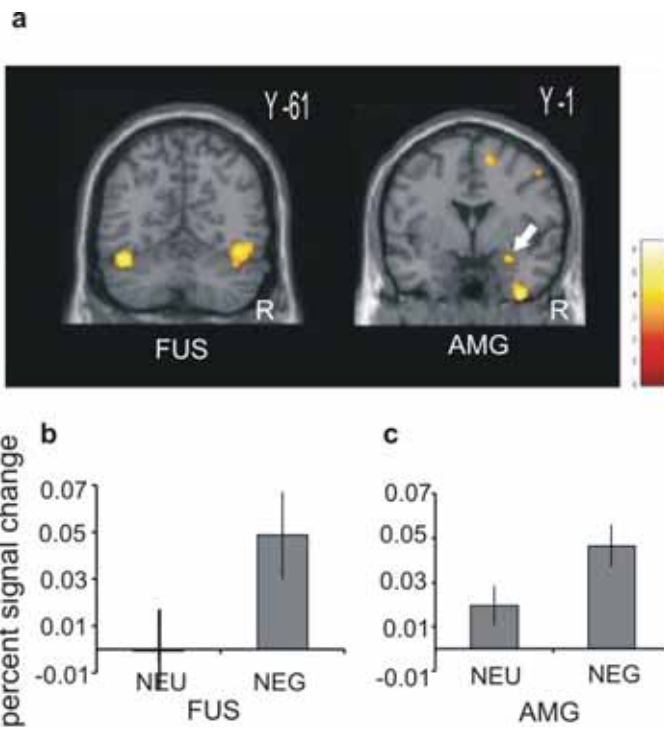 a
Y -61
Y -1
R
R
FUS
AMG
b
c
percent signal change
0.07
0.05
0.03
0.01
-0.01
NEU
NEG
FUS
0.07
0.05
0.03
0.01
-0.01
NEU
NEG
AMG